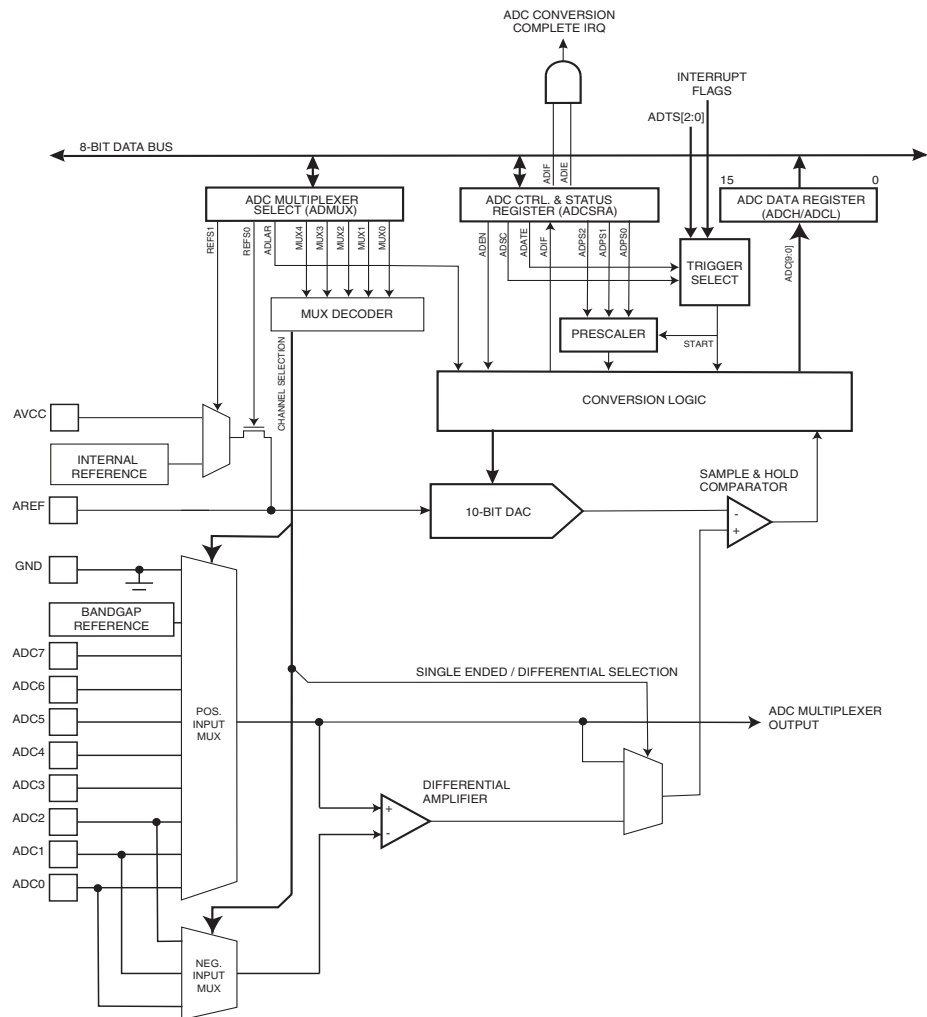 ADC CONVERSION
COMPLETE IRQ
INTERRUPT
FLAGS
ADTS[2:0]
8-BIT DATA BUS
ADIF
ADIE
15
0
ADC MULTIPLEXER
SELECT (ADMUX)
ADC CTRL. & STATUS
REGISTER (ADCSRA)
ADC DATA REGISTER
(ADCH/ADCL)
REFS1
REFS0
ADLAR
MUX4
MUX3
MUX2
MUX1
MUX0
ADEN
ADSC
ADATE
ADIF
ADPS2
ADPS1
ADPS0
ADC[9:0]
TRIGGER
SELECT
MUX DECODER
PRESCALER
START
CHANNEL SELECTION
CONVERSION LOGIC
AVCC
INTERNAL
REFERENCE
AREF
10-BIT DAC
SAMPLE & HOLD
COMPARATOR
-
+
GND
BANDGAP
REFERENCE
ADC7
ADC6
ADC5
ADC4
ADC3
ADC2
ADC1
ADC0
POS.
INPUT
MUX
SINGLE ENDED / DIFFERENTIAL SELECTION
ADC MULTIPLEXER
OUTPUT
DIFFERENTIAL
AMPLIFIER
+
-
NEG.
INPUT
MUX